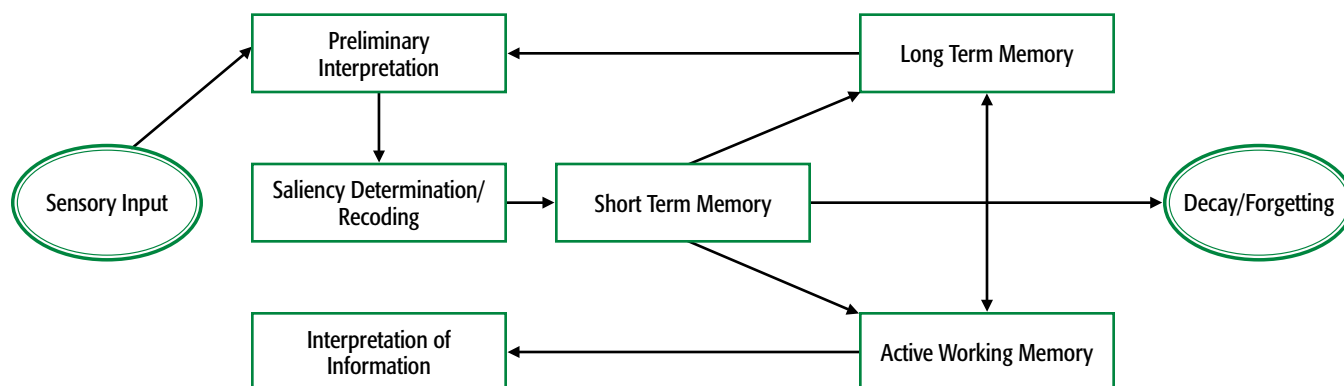 Preliminary
Interpretation
Long Term Memory
Sensory Input
Saliency Determination/
Recoding
Short Term Memory
Decay/Forgetting
Interpretation of
Information
Active Working Memory